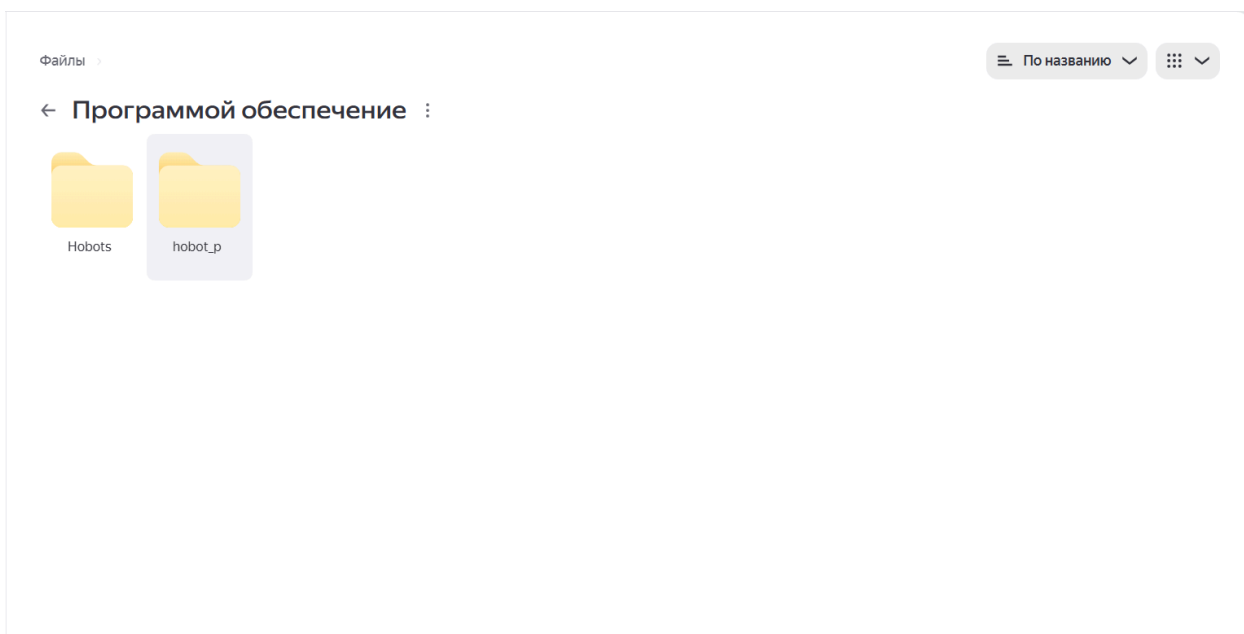 Файлы
По названию
Программой обеспечение
Hobots
hobot_p